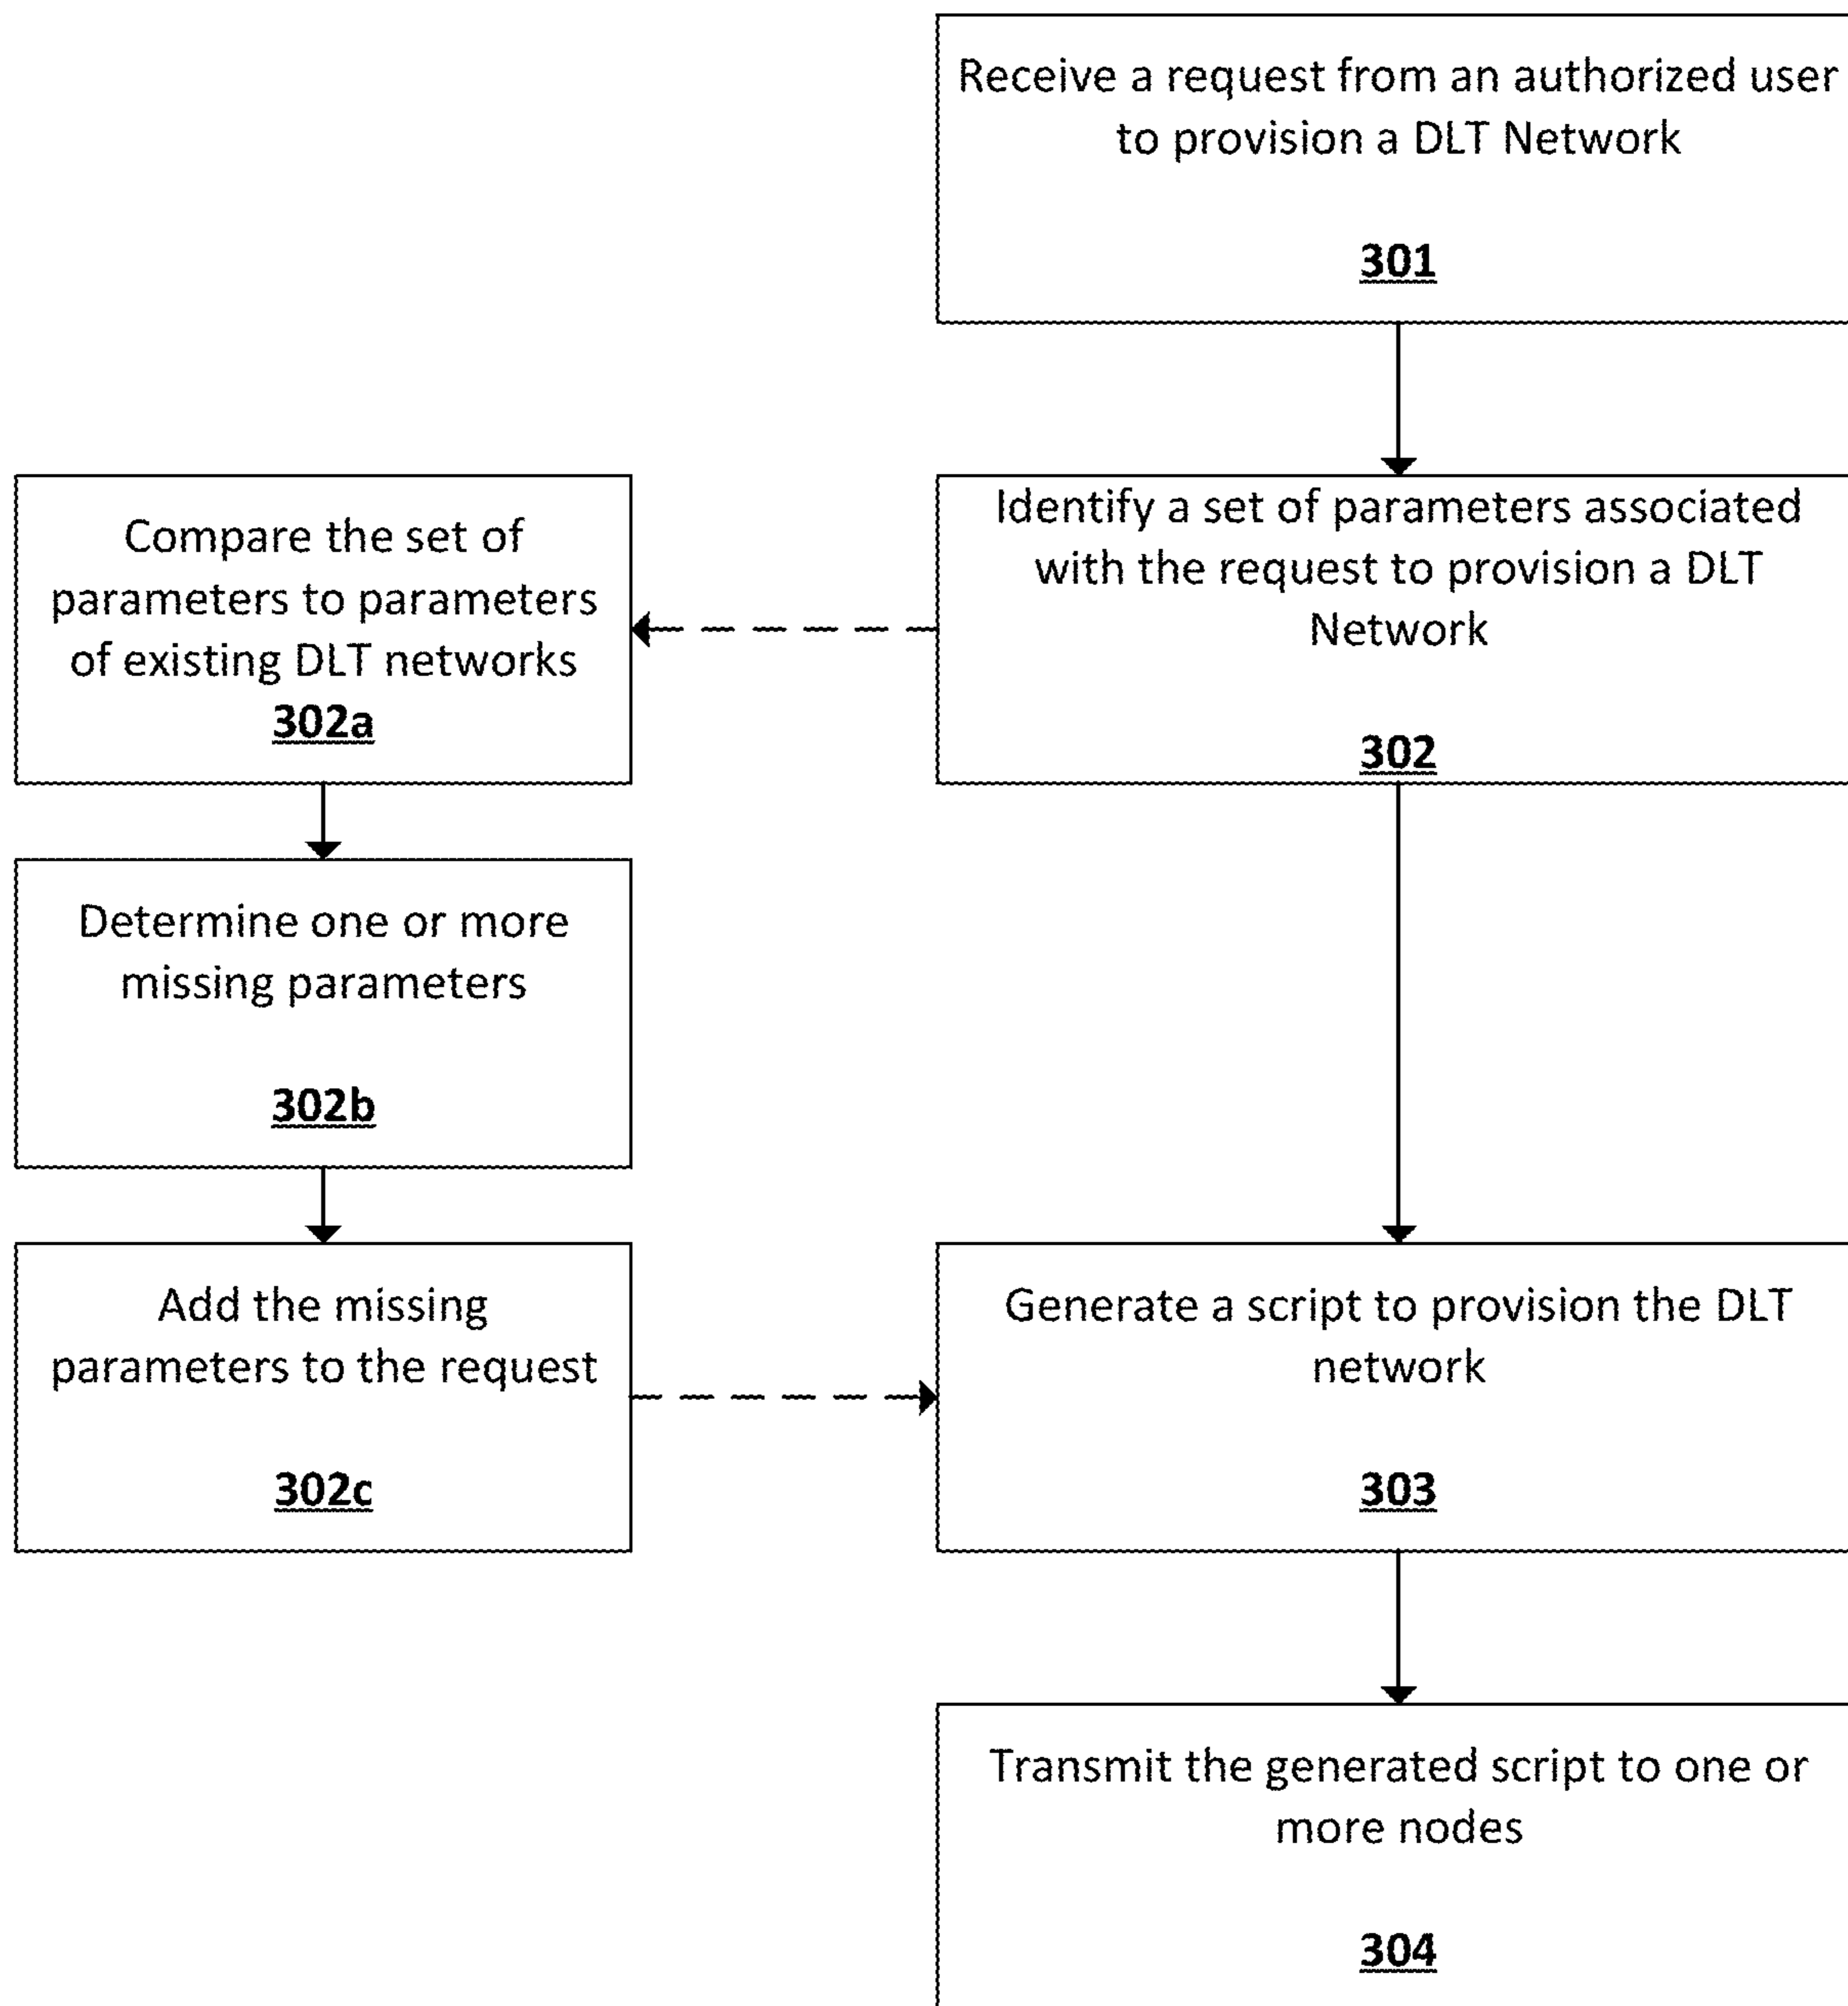 Receive a request from an authorized user
to provision a DLT Network
301
Identify a set of parameters associated
with the request to provision a DLT
Network
302
Compare the set of
parameters to parameters
of existing DLT networks
302a
Determine one or more
missing parameters
302b
Add the missing
parameters to the request
302c
Generate a script to provision the DLT
network
303
Transmit the generated script to one or
more nodes
304